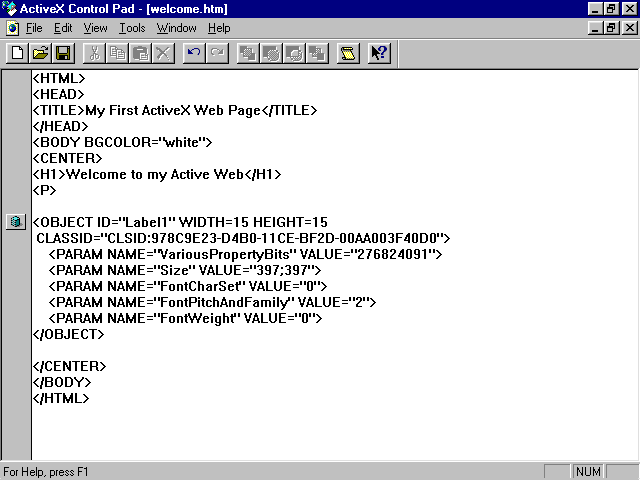 ActiveX Control Pad - [welcome.htm]
File Edit View Tools Window Help
<HTML>
<HEAD>
<TITLE>My First ActiveX Web Page</TITLE>
</HEAD>
<BODY BGCOLOR="white">
<CENTER>
<H1>Welcome to my Active Web</H1>
<P>
<OBJECT ID="Label1" WIDTH=15 HEIGHT=15
CLASSID="CLSID:978C9E23-D4B0-11CE-BF2D-00AA003F40D0">
<PARAM NAME="VariousPropertyBits" VALUE="276824091">
<PARAM NAME="Size" VALUE="397;397">
<PARAM NAME="FontCharSet" VALUE="0">
<PARAM NAME="FontPitchAndFamily" VALUE="2">
<PARAM NAME="FontWeight" VALUE="0">
</OBJECT>
</CENTER>
</BODY>
</HTML>
For Help, press F1
NUM